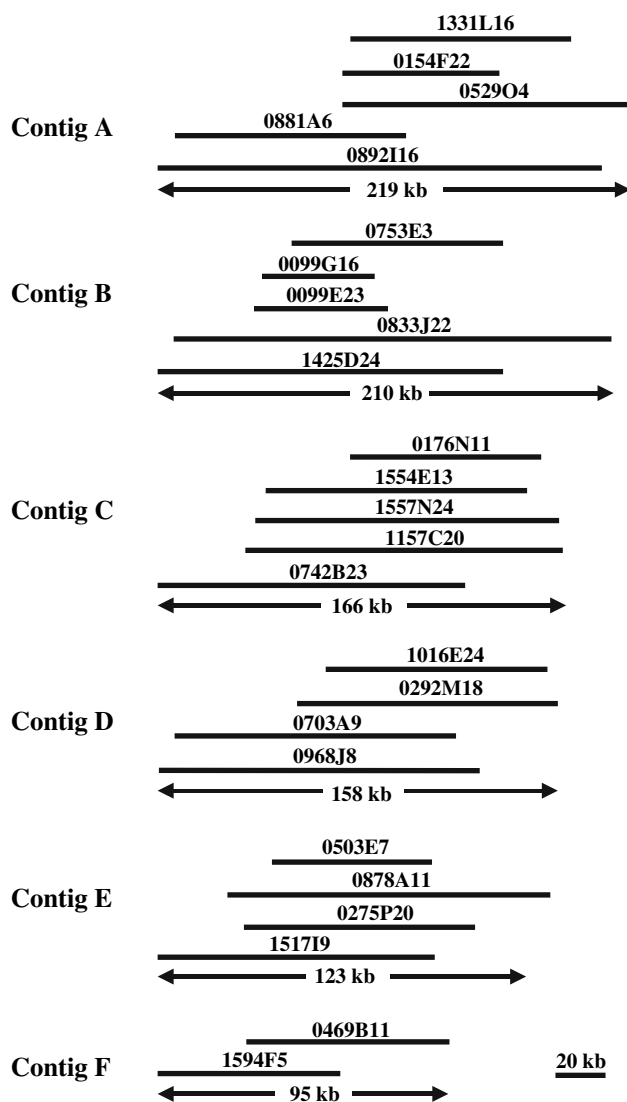 1331L16
0154F22
0529O4
Contig A
0881A6
0892I16
219 kb
0753E3
0099G16
Contig B
0099E23
0833J22
1425D24
210 kb
0176N11
1554E13
Contig C
1557N24
1157C20
0742B23
166 kb
1016E24
0292M18
Contig D
0703A9
0968J8
158 kb
0503E7
0878A11
Contig E
0275P20
1517I9
123 kb
0469B11
Contig F
1594F5
20 kb
95 kb